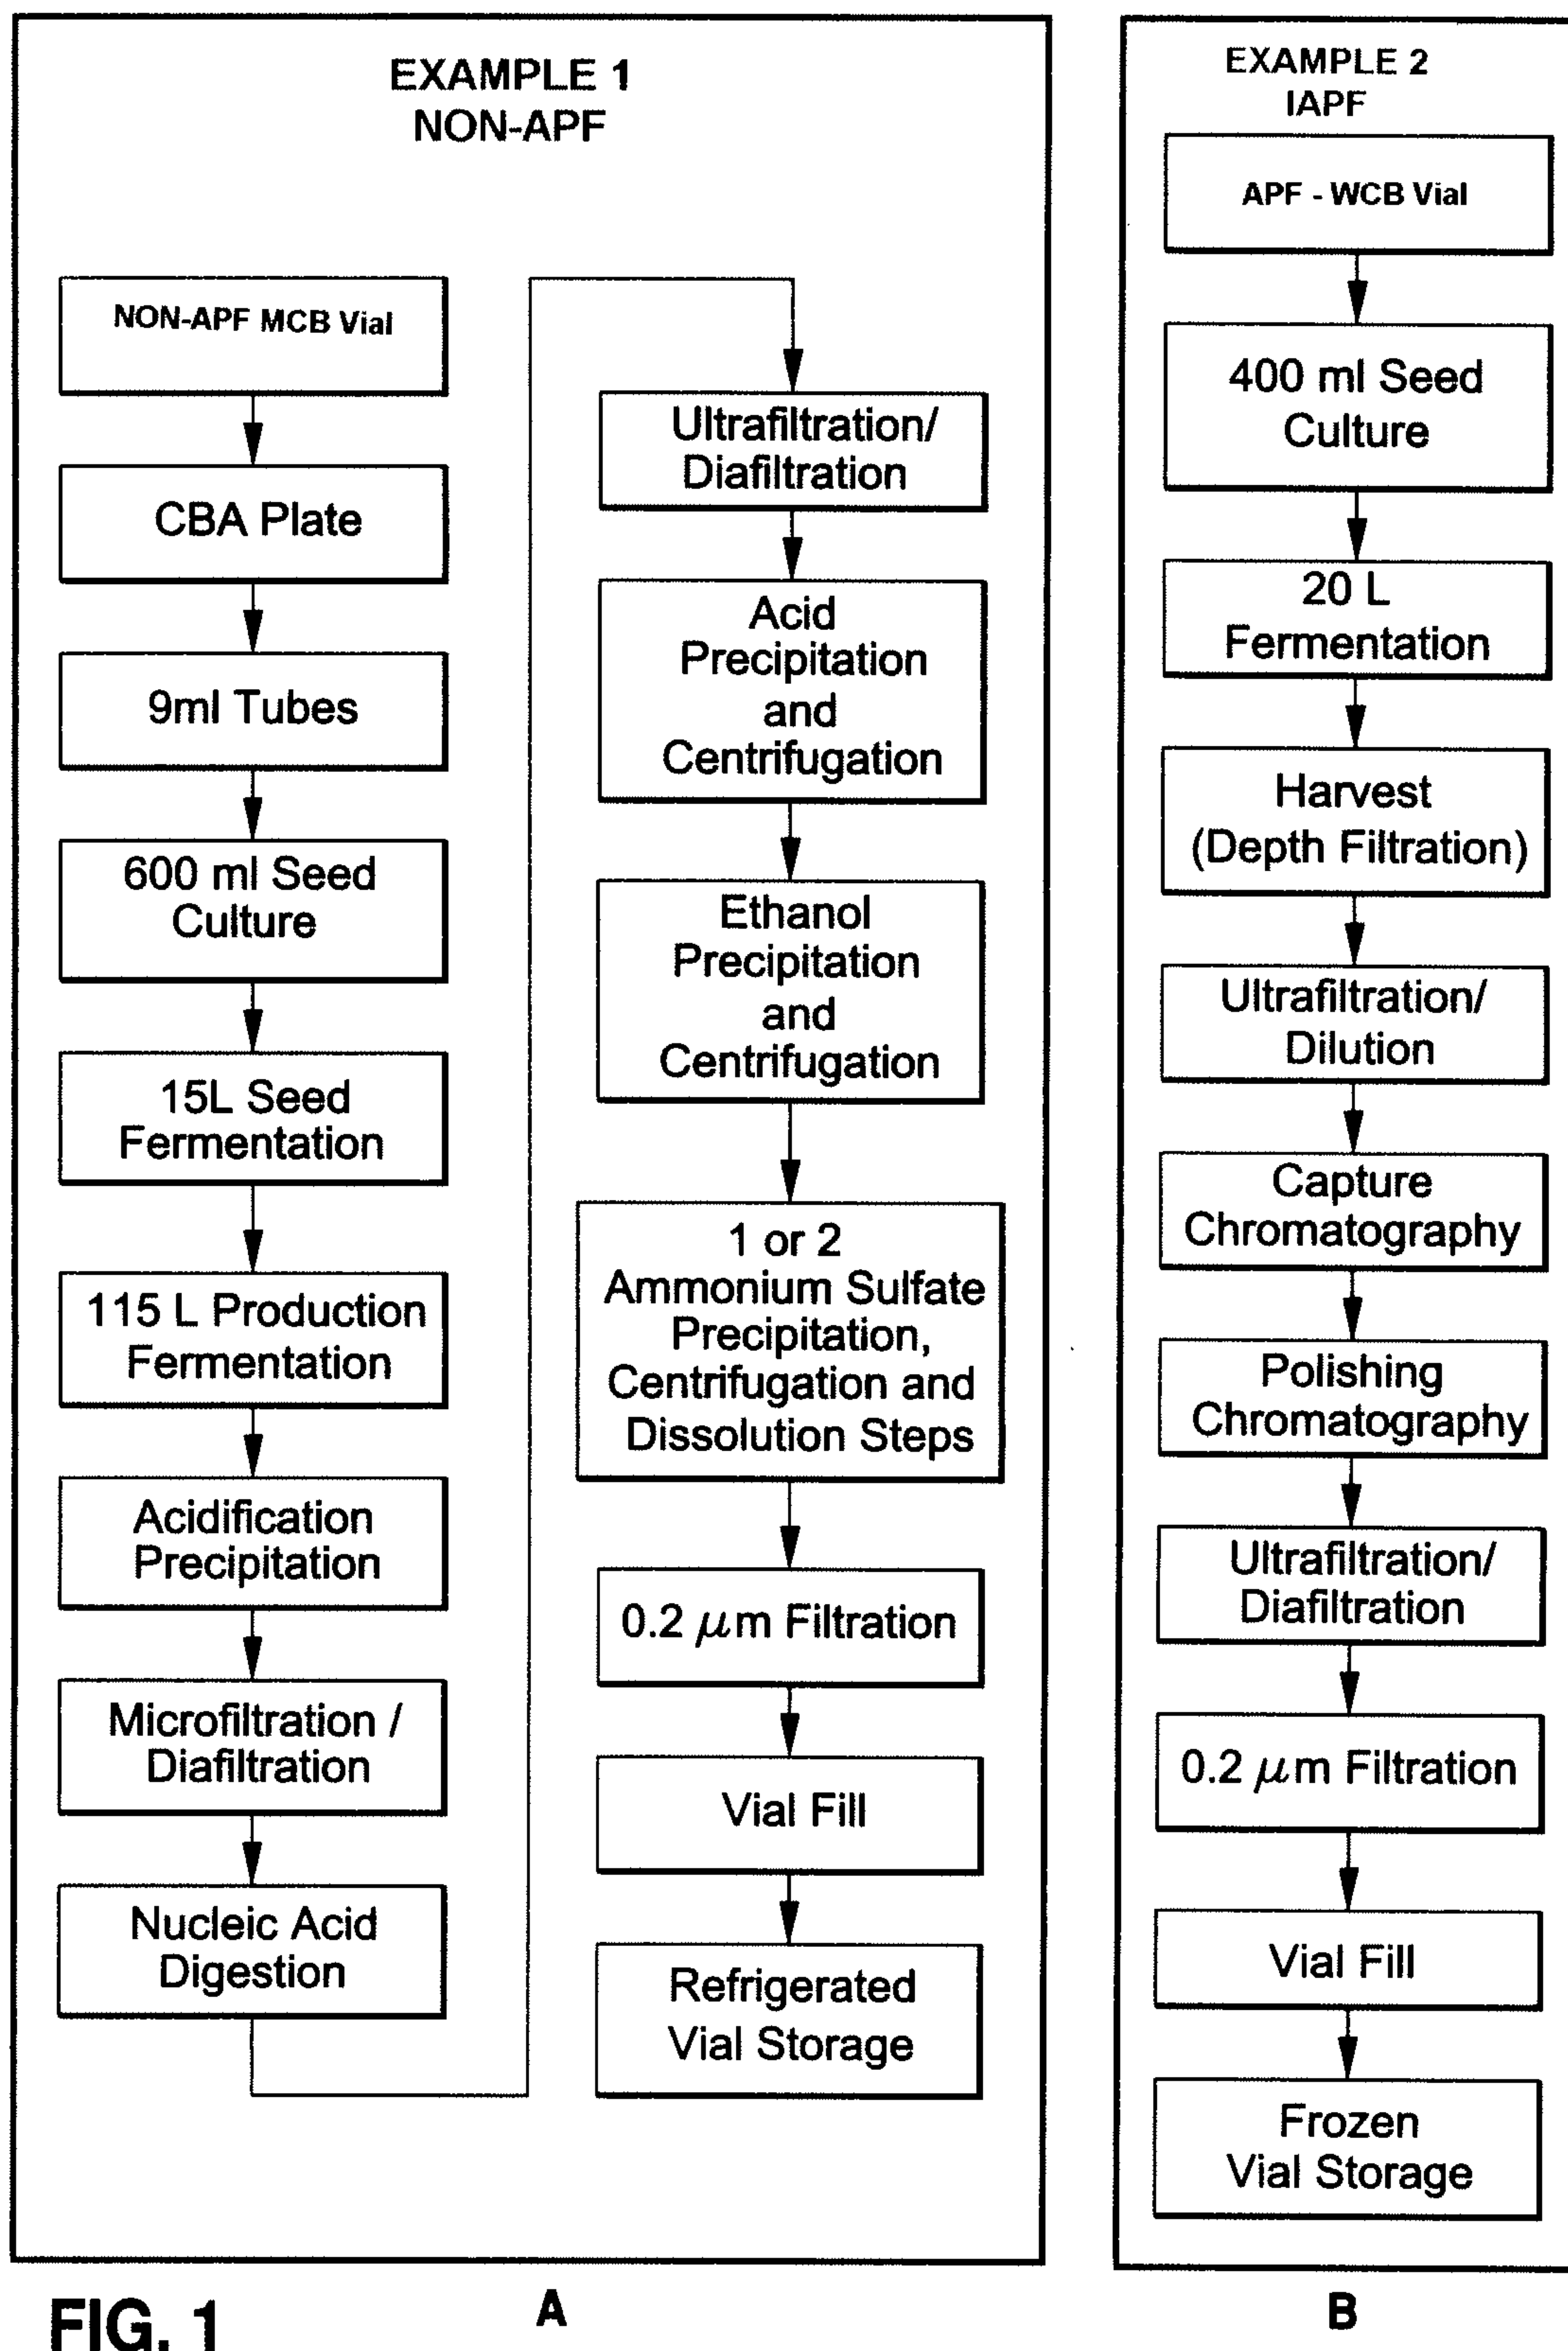 EXAMPLE 1
NON-APF
NON-APF MCB Vial
CBA Plate
9ml Tubes
600 ml Seed
Culture
15L Seed
Fermentation
115 L Production
Fermentation
Acidification
Precipitation
Microfiltration /
Diafiltration
Nucleic Acid
Digestion
Ultrafiltration/
Diafiltration
Acid
Precipitation
and
Centrifugation
Ethanol
Precipitation
and
Centrifugation
1 or 2
Ammonium Sulfate
Precipitation,
Centrifugation and
Dissolution Steps
0.2 μm Filtration
Vial Fill
Refrigerated
Vial Storage
EXAMPLE 2
IAPF
APF - WCB Vial
400 ml Seed
Culture
20 L
Fermentation
Harvest
(Depth Filtration)
Ultrafiltration/
Dilution
Capture
Chromatography
Polishing
Chromatography
Ultrafiltration/
Diafiltration
0.2 μm Filtration
Vial Fill
Frozen
Vial Storage
FIG. 1
A
B